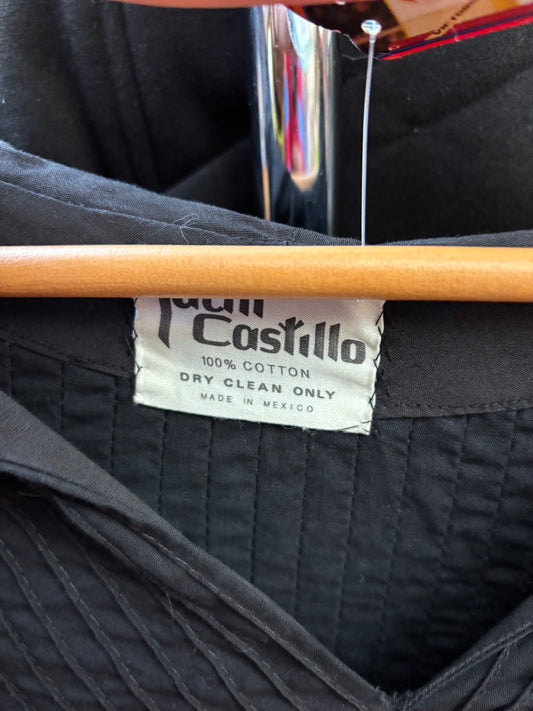 Castillo
100% COTTON
DRY CLEAN ONLY
MADE IN MEXICO